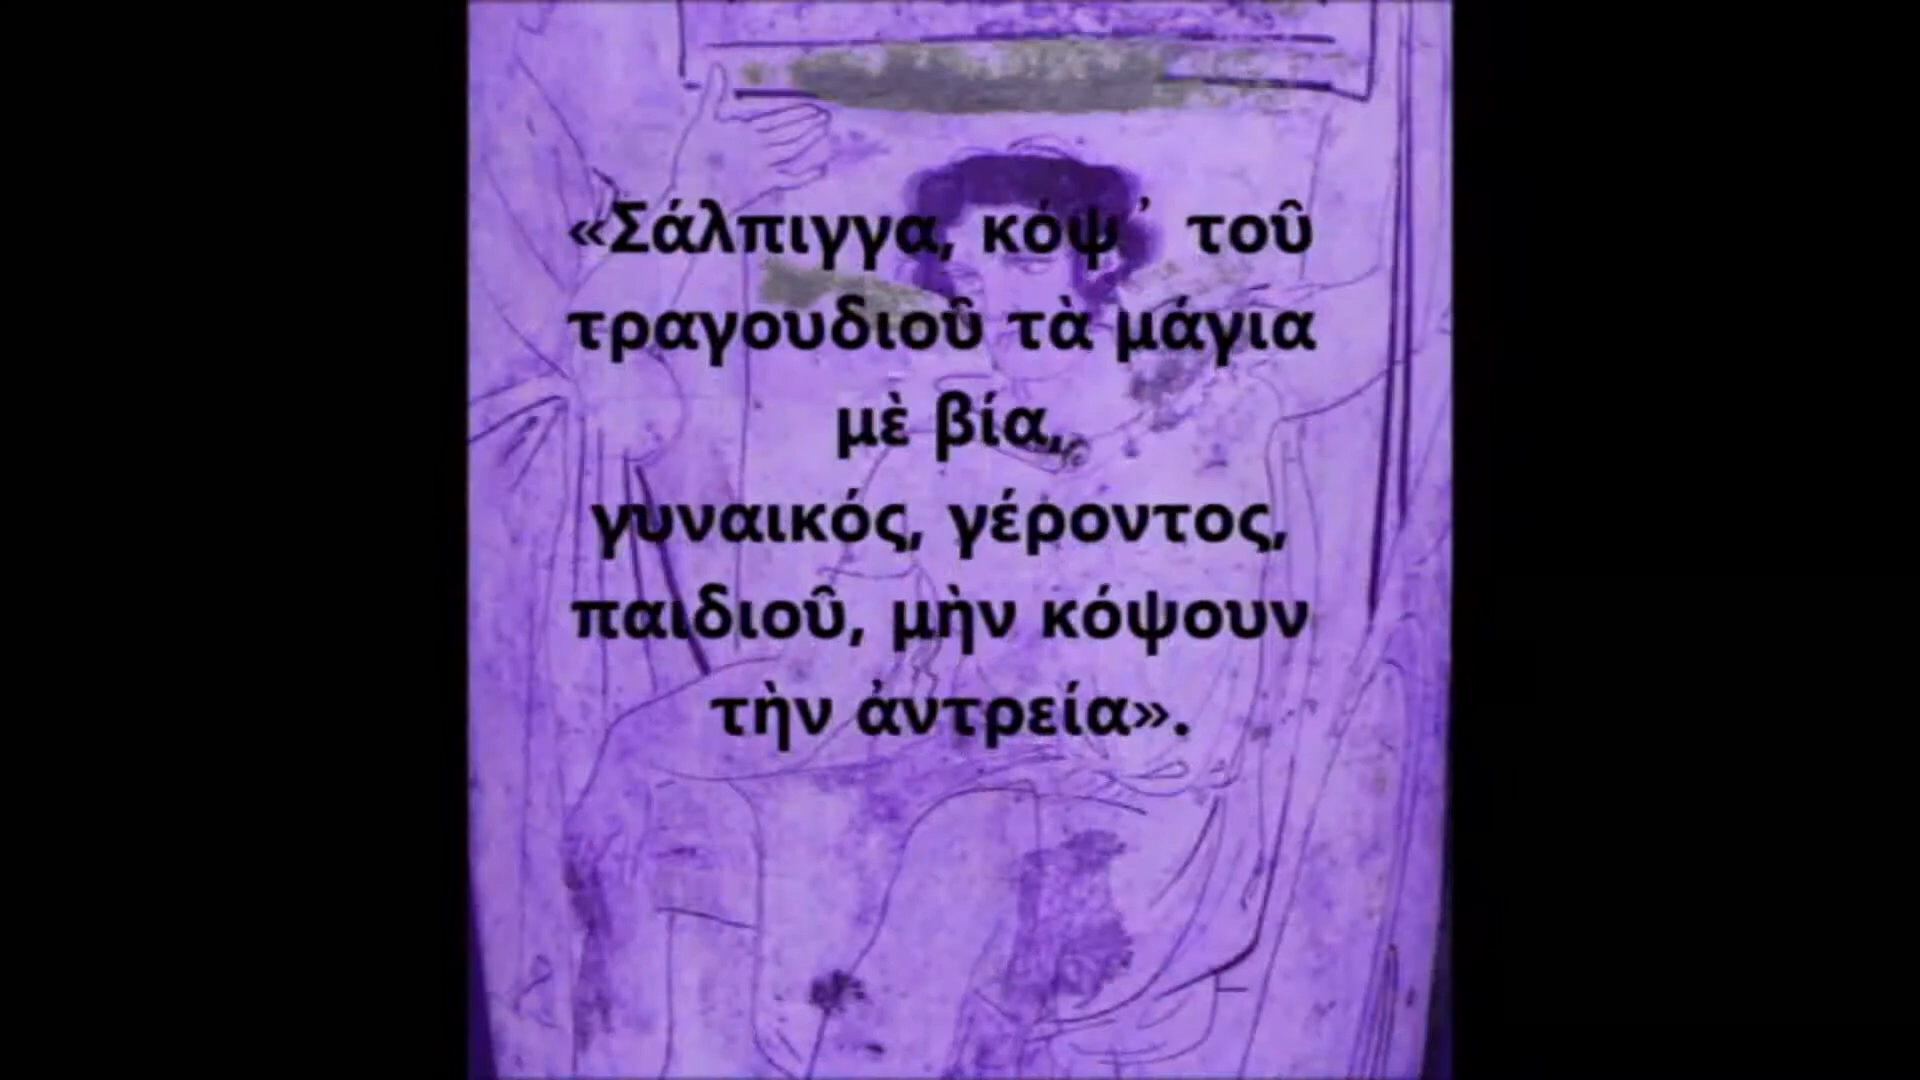 «Σάλπιγγα, κόψ᾿ τοῦ
τραγουδιοῦ τὰ μάγια
μὲ βία,
γυναικός, γέροντος,
παιδιοῦ, μὴν κόψουν
τὴν ἀντρεία».